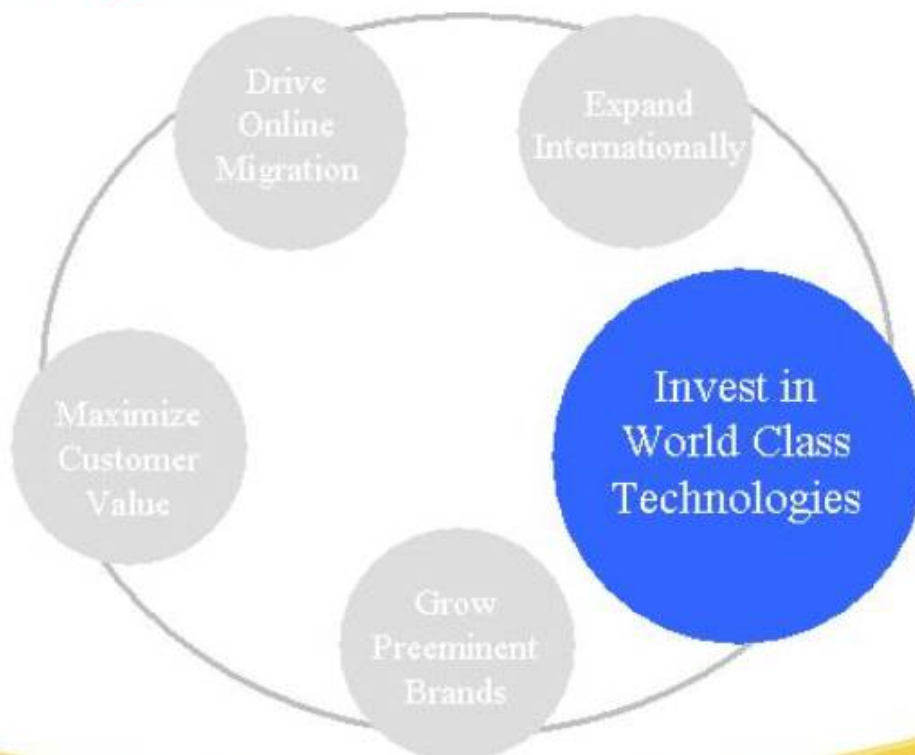 Drive
Online
Migration
Expand
Internationally
Invest in
World Class
Technologies
Maximize
Customer
Value
Grow
Preeminent
Brands